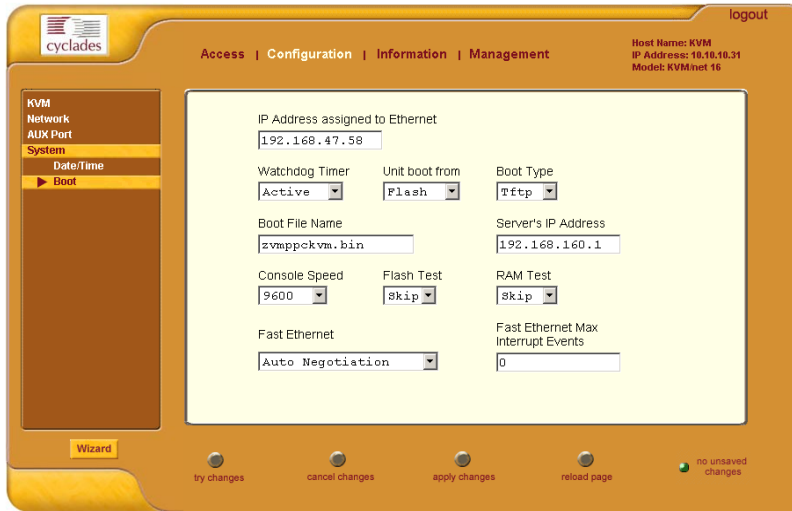 logout
cyclades
Access | Configuration | Information | Management
Host Name: KVM
IP Address: 10.10.10.31
Model: KVM/net 16
KVM
Network
AUX Port
System
Date/Time
Boot
IP Address assigned to Ethernet
192.168.47.58
Watchdog Timer Unit boot from Boot Type
Active Flash Tftp
Boot File Name Server's IP Address
zvmppckvm.bin 192.168.160.1
Console Speed Flash Test RAM Test
9600 Skip Skip
Fast Ethernet
Auto Negotiation
Fast Ethernet Max
Interrupt Events
0
Wizard
try changes cancel changes apply changes reload page
no unsaved
changes